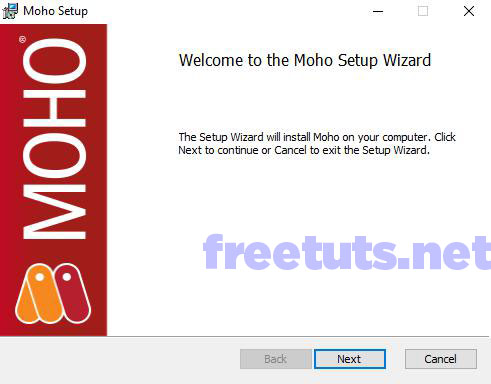 Moho Setup
MOHO®
Welcome to the Moho Setup Wizard
The Setup Wizard will install Moho on your computer. Click
Next to continue or Cancel to exit the Setup Wizard.
freetuts.net
Back
Next
Cancel